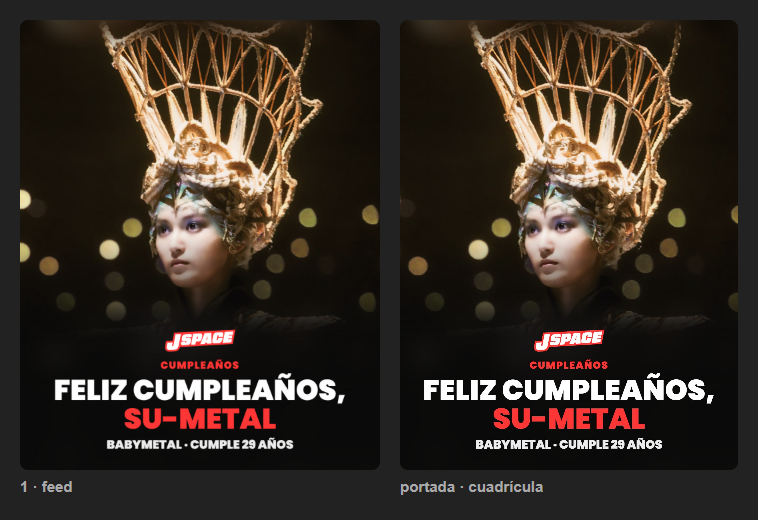 JSPACE
CUMPLEAÑOS
FELIZ CUMPLEAÑOS,
SU-METAL
BABYMETAL · CUMPLE 29 AÑOS
1 · feed
JSPACE
CUMPLEAÑOS
FELIZ CUMPLEAÑOS,
SU-METAL
BABYMETAL · CUMPLE 29 AÑOS
portada · cuadrícula